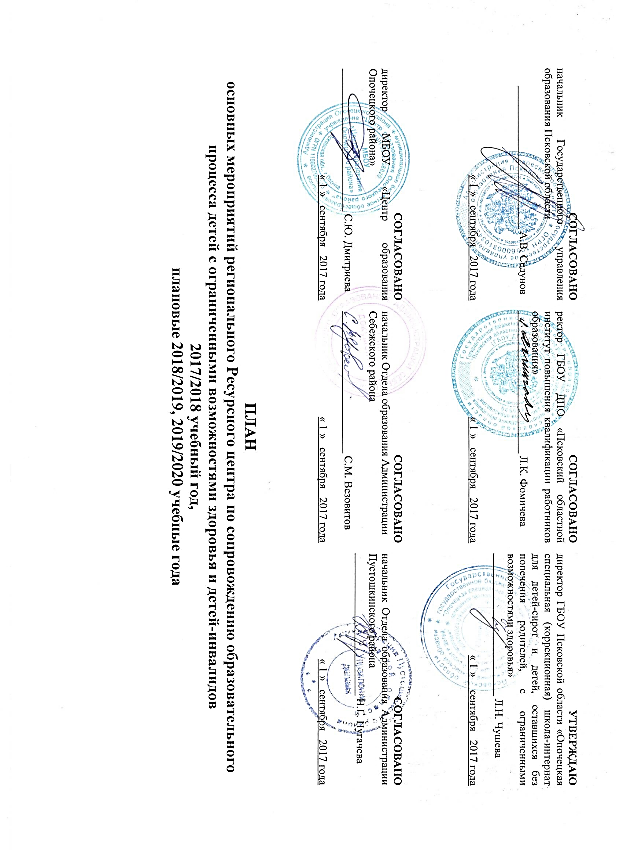 СОГЛАСОВАНО
начальник Государственного управления
образования Псковской области
А.В. Седунов
« 1 » сентября 2017 года
СОГЛАСОВАНО
ректор ГБОУ ДПО «Псковский областной
институт повышения квалификации работников
образования»
Л.К. Фомичева
« 1 » сентября 2017 года
УТВЕРЖДАЮ
директор ГБОУ Псковской области «Опочецкая
специальная (коррекционная) школа-интернат
для детей-сирот и детей, оставшихся без
попечения родителей, с ограниченными
возможностями здоровья»
Л.Н. Чушева
« 1 » сентября 2017 года
СОГЛАСОВАНО
директор МБОУ «Центр образования
Опочецкого района»
С.Ю. Дмитриева
« 1 » сентября 2017 года
СОГЛАСОВАНО
начальник Отдела образования Администрации
Себежского района
С.М. Везовитов
« 1 » сентября 2017 года
СОГЛАСОВАНО
начальник Отдела образования Администрации
Пустошкинского района
Н.Г. Пугачева
« 1 » сентября 2017 года
ПЛАН
основных мероприятий регионального Ресурсного центра по сопровождению образовательного
процесса детей с ограниченными возможностями здоровья и детей-инвалидов
2017/2018 учебный год,
плановые 2018/2019, 2019/2020 учебные года